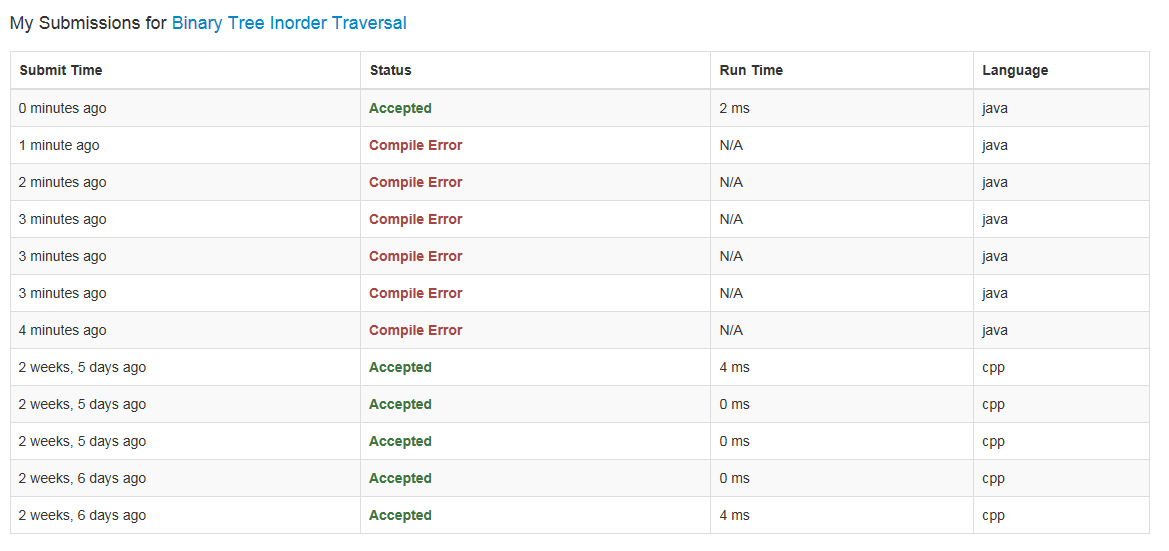 My Submissions for Binary Tree Inorder Traversal
Submit Time Status Run Time Language
0 minutes ago Accepted 2 ms java
1 minute ago Compile Error N/A java
2 minutes ago Compile Error N/A java
3 minutes ago Compile Error N/A java
3 minutes ago Compile Error N/A java
3 minutes ago Compile Error N/A java
4 minutes ago Compile Error N/A java
2 weeks, 5 days ago Accepted 4 ms cpp
2 weeks, 5 days ago Accepted 0 ms cpp
2 weeks, 5 days ago Accepted 0 ms cpp
2 weeks, 6 days ago Accepted 0 ms cpp
2 weeks, 6 days ago Accepted 4 ms cpp